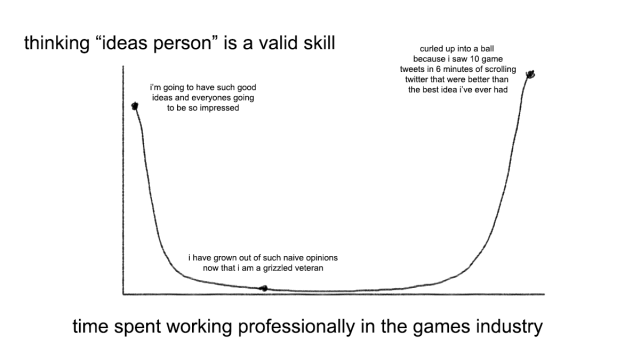 thinking “ideas person” is a valid skill
curled up into a ball
because i saw 10 game
tweets in 6 minutes of scrolling
twitter that were better than
the best idea i've ever had
i'm going to have such good
ideas and everyones going
to be so impressed
i have grown out of such naive opinions
now that i am a grizzled veteran
time spent working professionally in the games industry